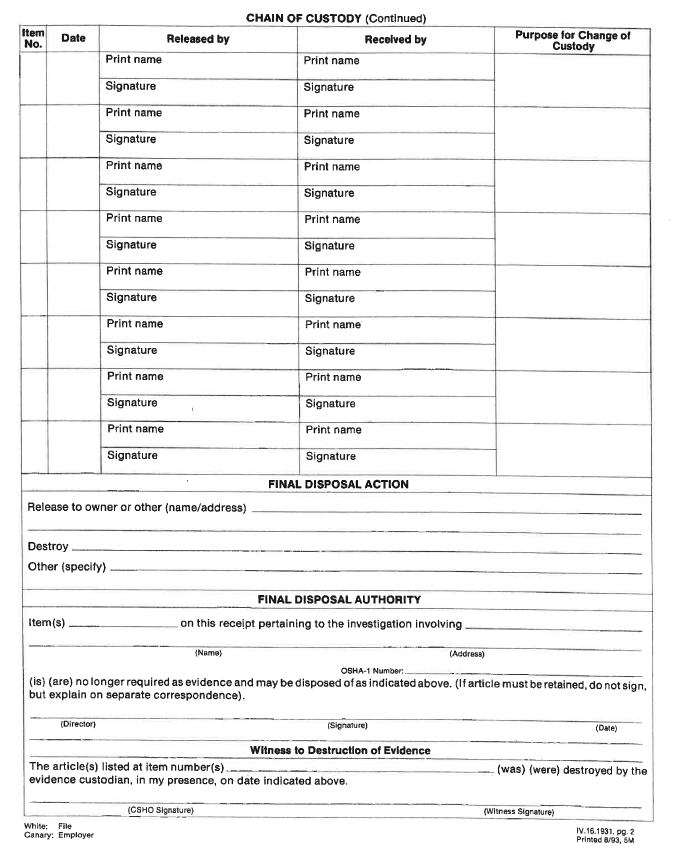 CHAIN OF CUSTODY (Continued)
Item No. Date Released by Received by Purpose for Change of Custody
Print name Print name
Signature Signature
Print name Print name
Signature Signature
Print name Print name
Signature Signature
Print name Print name
Signature Signature
Print name Print name
Signature Signature
Print name Print name
Signature Signature
Print name Print name
Signature Signature
Print name Print name
Signature Signature
FINAL DISPOSAL ACTION
Release to owner or other (name/address)
Destroy
Other (specify)
FINAL DISPOSAL AUTHORITY
Item(s) on this receipt pertaining to the investigation involving
(Name) (Address)
OSHA-1 Number:
(is) (are) no longer required as evidence and may be disposed of as indicated above. (If article must be retained, do not sign,
but explain on separate correspondence).
(Director) (Signature) (Date)
Witness to Destruction of Evidence
The article(s) listed at item number(s) (was) (were) destroyed by the
evidence custodian, in my presence, on date indicated above.
(CSHO Signature) (Witness Signature)
White: File IV.16.1931, pg. 2
Canary: Employer Printed 8/93, 5M